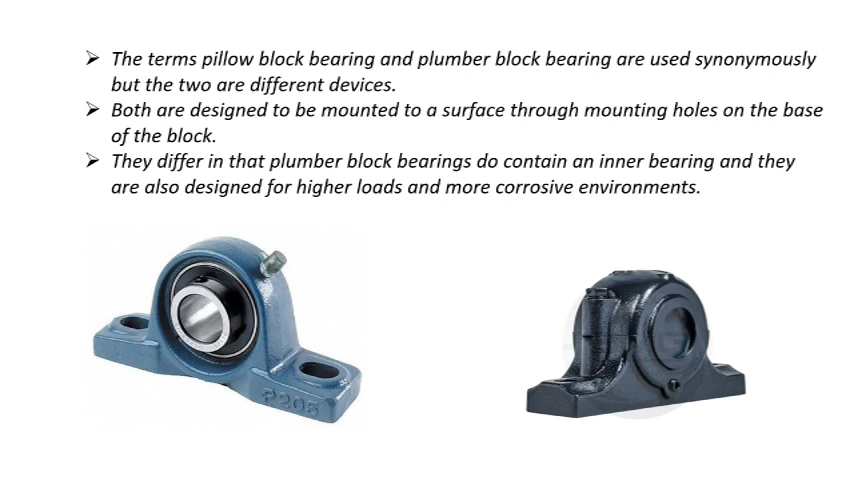 ➢ The terms pillow block bearing and plumber block bearing are used synonymously
but the two are different devices.
➢ Both are designed to be mounted to a surface through mounting holes on the base
of the block.
➢ They differ in that plumber block bearings do contain an inner bearing and they
are also designed for higher loads and more corrosive environments.
P205